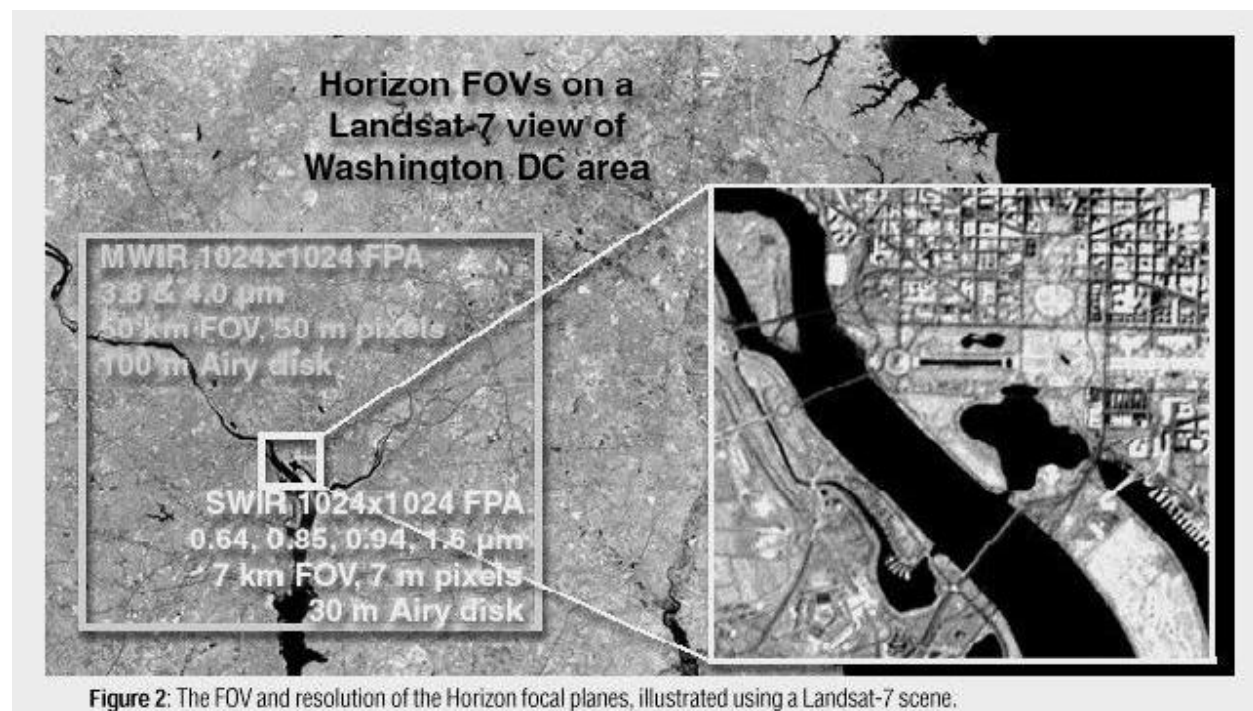 Horizon FOVs on a
Landsat-7 view of
Washington DC area
MWIR 1024x1024 FPA
3.8 & 4.0 µm
50 km FOV, 50 m pixels
100 m Airy disk
SWIR 1024x1024 FPA
0.64, 0.85, 0.94, 1.6 µm
7 km FOV, 7 m pixels
30 m Airy disk
Figure 2: The FOV and resolution of the Horizon focal planes, illustrated using a Landsat-7 scene.